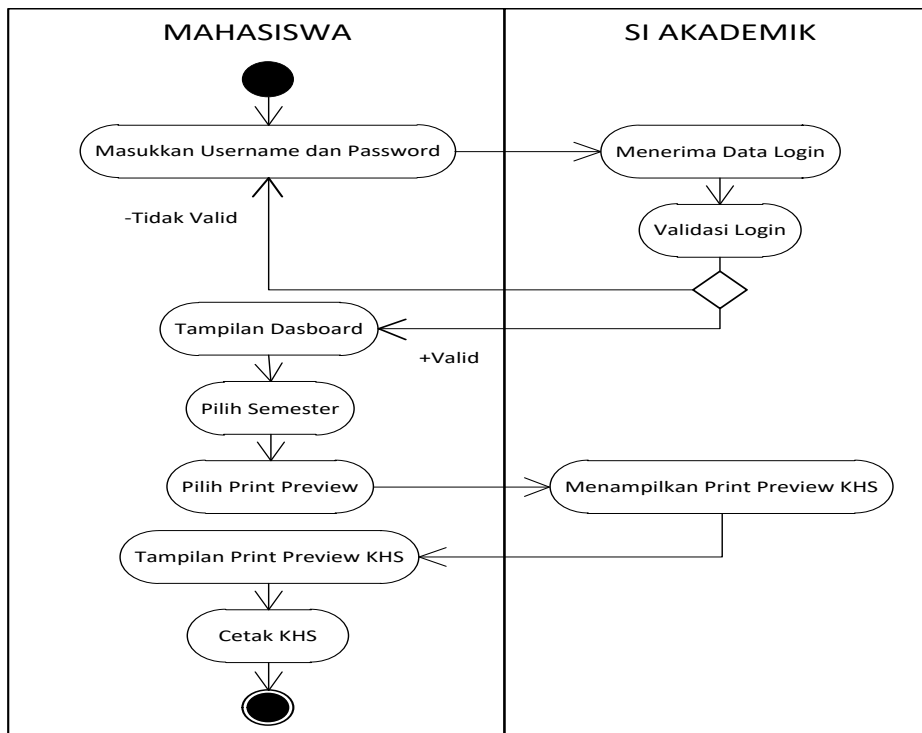 MAHASISWA
SI AKADEMIK
Masukkan Username dan Password
Menerima Data Login
-Tidak Valid
Validasi Login
Tampilan Dasboard
+Valid
Pilih Semester
Pilih Print Preview
Menampilkan Print Preview KHS
Tampilan Print Preview KHS
Cetak KHS